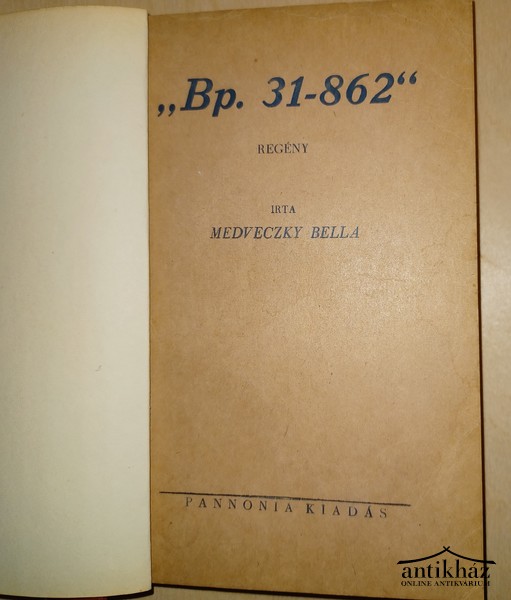 „Bp. 31-862“
REGÉNY
IRTA
MEDVECZKY BELLA
PANNONIA KIADÁS
antikház
ONLINE ANTIKVÁRIUM